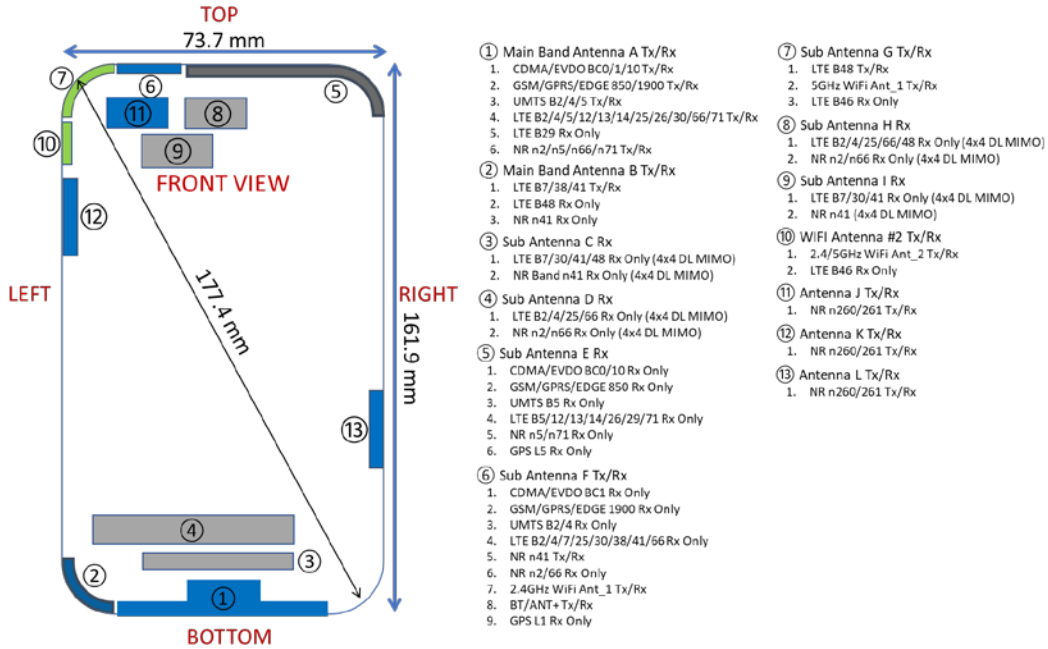 TOP
73.7 mm
⑦
⑥
⑤
⑪
⑧
⑩
⑨
FRONT VIEW
⑫
LEFT
177.4 mm
RIGHT
161.9 mm
⑬
④
③
②
①
BOTTOM
① Main Band Antenna A Tx/Rx
1. CDMA/EVDO BC0/1/10 Tx/Rx
2. GSM/GPRS/EDGE 850/1900 Tx/Rx
3. UMTS B2/4/5 Tx/Rx
4. LTE B2/4/5/12/13/14/25/26/30/66/71 Tx/Rx
5. LTE B29 Rx Only
6. NR n2/n5/n66/n71 Tx/Rx
② Main Band Antenna B Tx/Rx
1. LTE B7/38/41 Tx/Rx
2. LTE B48 Rx Only
3. NR n41 Rx Only
③ Sub Antenna C Rx
1. LTE B7/30/41/48 Rx Only (4x4 DL MIMO)
2. NR Band n41 Rx Only (4x4 DL MIMO)
④ Sub Antenna D Rx
1. LTE B2/4/25/66 Rx Only (4x4 DL MIMO)
2. NR n2/n66 Rx Only (4x4 DL MIMO)
⑤ Sub Antenna E Rx
1. CDMA/EVDO BC0/10 Rx Only
2. GSM/GPRS/EDGE 850 Rx Only
3. UMTS B5 Rx Only
4. LTE B5/12/13/14/26/29/71 Rx Only
5. NR n5/n71 Rx Only
6. GPS L5 Rx Only
⑥ Sub Antenna F Tx/Rx
1. CDMA/EVDO BC1 Rx Only
2. GSM/GPRS/EDGE 1900 Rx Only
3. UMTS B2/4 Rx Only
4. LTE B2/4/7/25/30/38/41/66 Rx Only
5. NR n41 Tx/Rx
6. NR n2/66 Rx Only
7. 2.4GHz WiFi Ant_1 Tx/Rx
8. BT/ANT+ Tx/Rx
9. GPS L1 Rx Only
⑦ Sub Antenna G Tx/Rx
1. LTE B48 Tx/Rx
2. 5GHz WiFi Ant_1 Tx/Rx
3. LTE B46 Rx Only
⑧ Sub Antenna H Rx
1. LTE B2/4/25/66/48 Rx Only (4x4 DL MIMO)
2. NR n2/n66 Rx Only (4x4 DL MIMO)
⑨ Sub Antenna I Rx
1. LTE B7/30/41 Rx Only (4x4 DL MIMO)
2. NR n41 (4x4 DL MIMO)
⑩ WIFI Antenna #2 Tx/Rx
1. 2.4/5GHz WiFi Ant_2 Tx/Rx
2. LTE B46 Rx Only
⑪ Antenna J Tx/Rx
1. NR n260/261 Tx/Rx
⑫ Antenna K Tx/Rx
1. NR n260/261 Tx/Rx
⑬ Antenna L Tx/Rx
1. NR n260/261 Tx/Rx